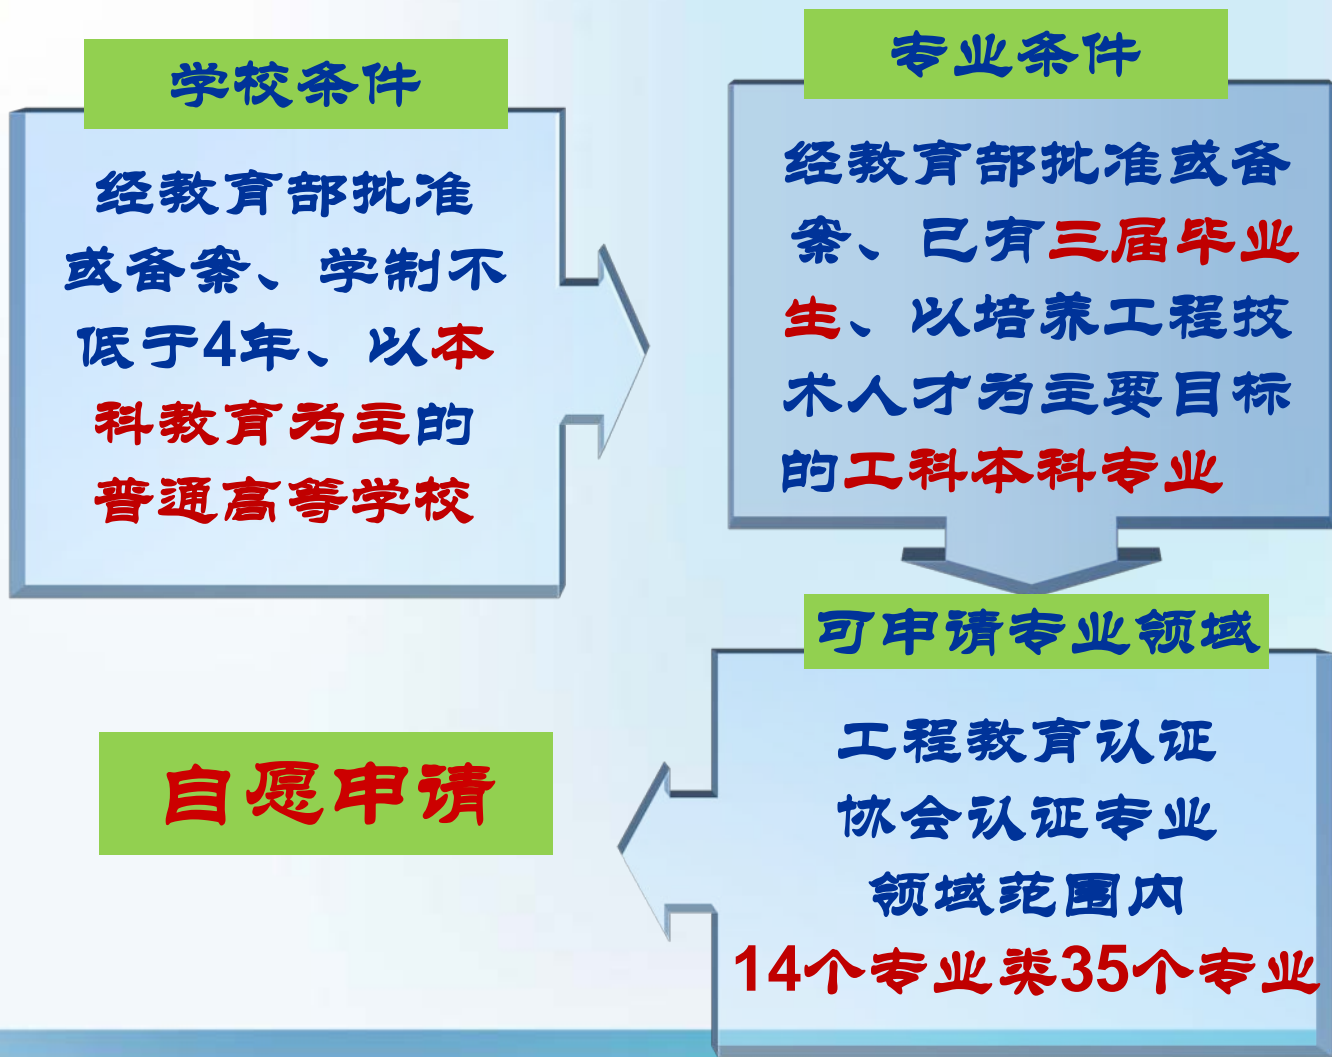 学校条件
经教育部批准
或备案、学制不
低于4年、以本
科教育为主的
普通高等学校
专业条件
经教育部批准或备
案、已有三届毕业
生、以培养工程技
术人才为主要目标
的工科本科专业
可申请专业领域
工程教育认证
协会认证专业
领域范围内
14个专业类35个专业
自愿申请